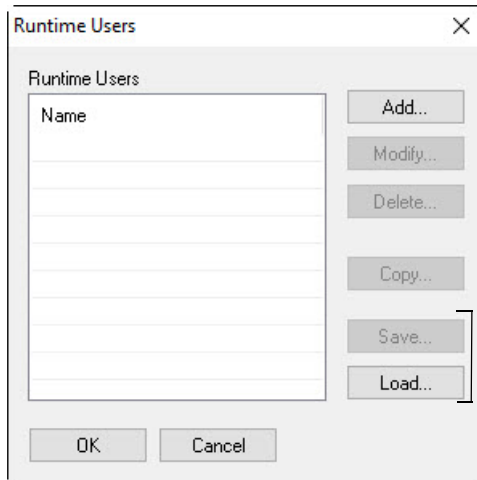 Runtime Users
Runtime Users
Name
Add...
Modify...
Delete...
Copy...
Save...
Load...
OK
Cancel